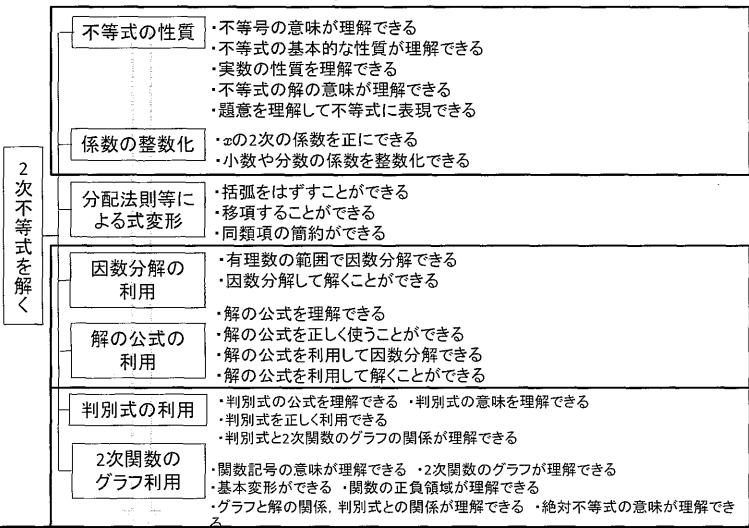 2次不等式を解く
不等式の性質
・不等号の意味が理解できる
・不等式の基本的な性質が理解できる
・実数の性質を理解できる
・不等式の解の意味が理解できる
・題意を理解して不等式に表現できる
係数の整数化
・xの2次の係数を正にできる
・小数や分数の係数を整数化できる
分配法則等に
よる式変形
・括弧をはずすことができる
・移項することができる
・同類項の簡約ができる
因数分解の
利用
・有理数の範囲で因数分解できる
・因数分解して解くことができる
解の公式の
利用
・解の公式を理解できる
・解の公式を正しく使うことができる
・解の公式を利用して因数分解できる
・解の公式を利用して解くことができる
判別式の利用
・判別式の公式を理解できる ・判別式の意味を理解できる
・判別式を正しく利用できる
・判別式と2次関数のグラフの関係が理解できる
2次関数の
グラフ利用
・関数記号の意味が理解できる ・2次関数のグラフが理解できる
・基本変形ができる ・関数の正負領域が理解できる
・グラフと解の関係, 判別式との関係が理解できる ・絶対不等式の意味が理解でき
る